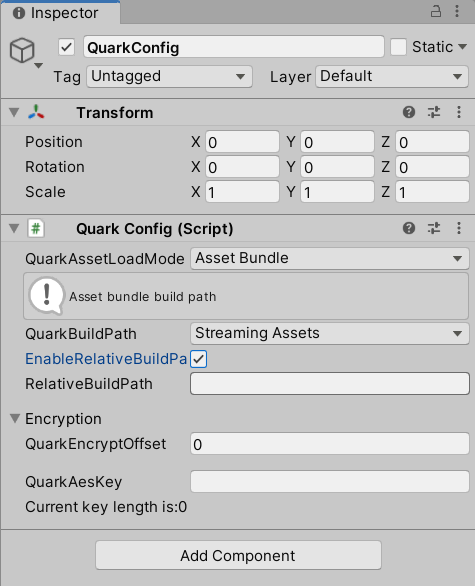 Inspector
QuarkConfig Static
Tag Untagged Layer Default
Transform
Position X 0 Y 0 Z 0
Rotation X 0 Y 0 Z 0
Scale X 1 Y 1 Z 1
# Quark Config (Script)
QuarkAssetLoadMode Asset Bundle
Asset bundle build path
QuarkBuildPath Streaming Assets
EnableRelativeBuildPa
RelativeBuildPath
Encryption
QuarkEncryptOffset 0
QuarkAesKey
Current key length is:0
Add Component